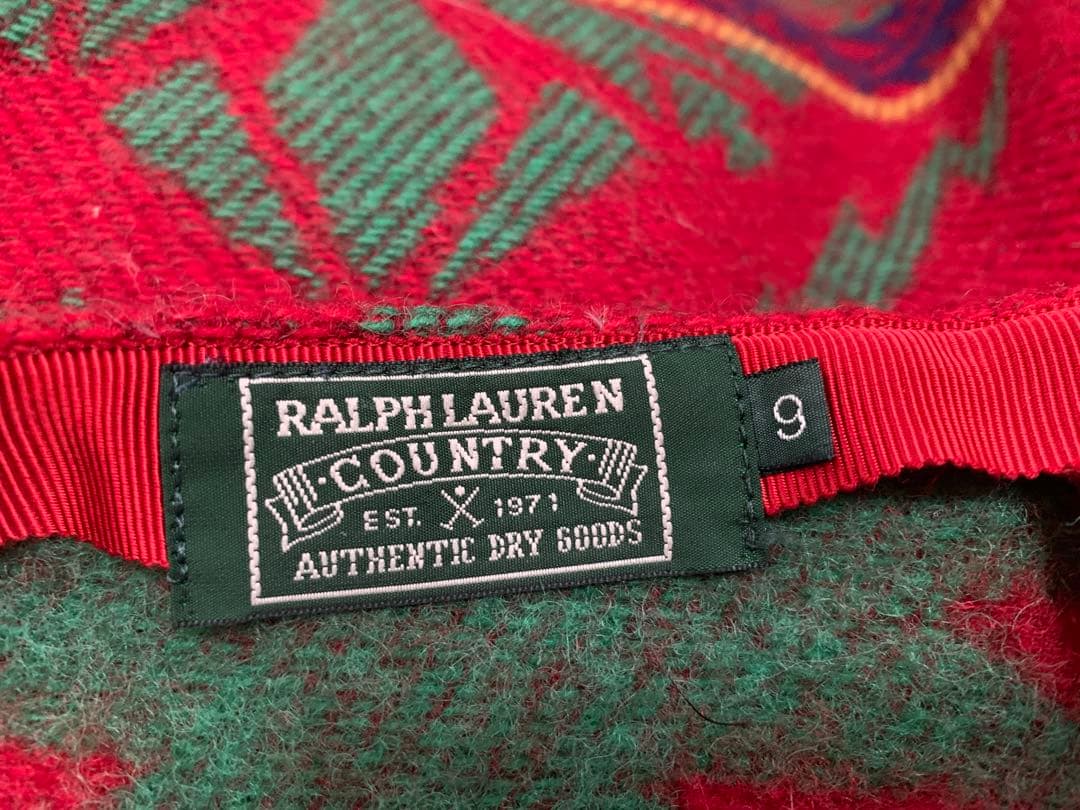 RALPH LAUREN
·COUNTRY·
EST. 1971
AUTHENTIC DRY GOODS
9